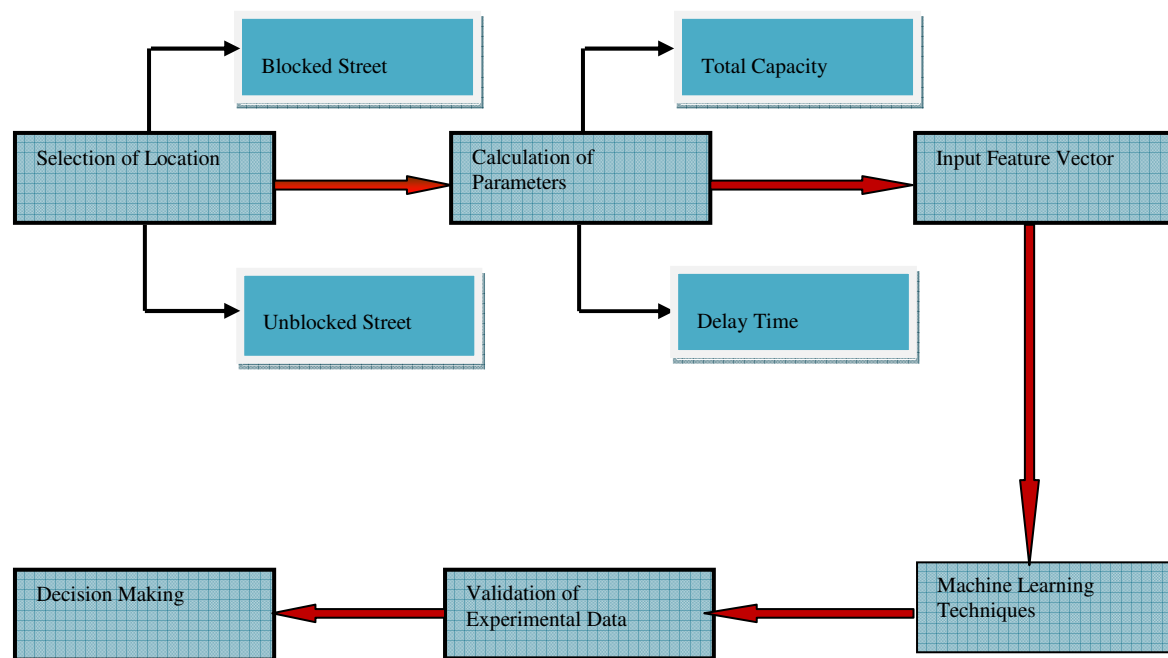 Blocked Street
Total Capacity
Selection of Location
Calculation of
Parameters
Input Feature Vector
Unblocked Street
Delay Time
Decision Making
Validation of
Experimental Data
Machine Learning
Techniques